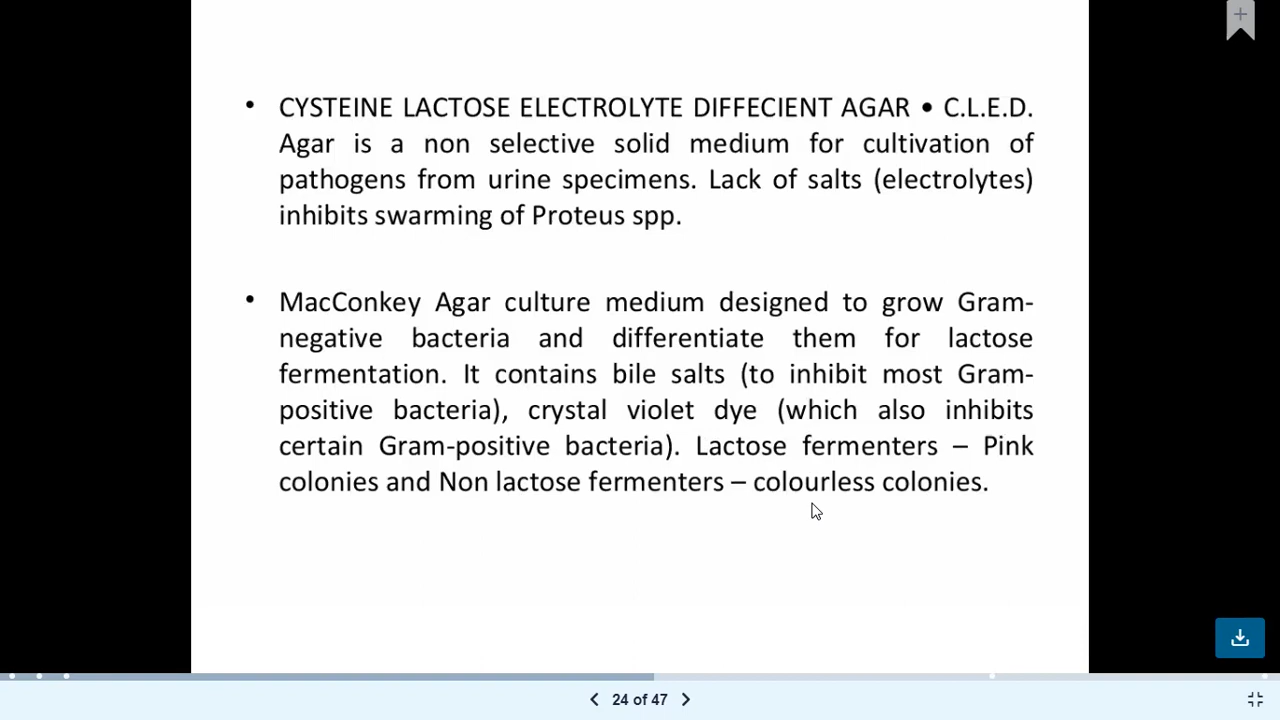 • CYSTEINE LACTOSE ELECTROLYTE DIFFECIENT AGAR • C.L.E.D.
Agar is a non selective solid medium for cultivation of
pathogens from urine specimens. Lack of salts (electrolytes)
inhibits swarming of Proteus spp.
• MacConkey Agar culture medium designed to grow Gram-
negative bacteria and differentiate them for lactose
fermentation. It contains bile salts (to inhibit most Gram-
positive bacteria), crystal violet dye (which also inhibits
certain Gram-positive bacteria). Lactose fermenters – Pink
colonies and Non lactose fermenters – colourless colonies.
24 of 47